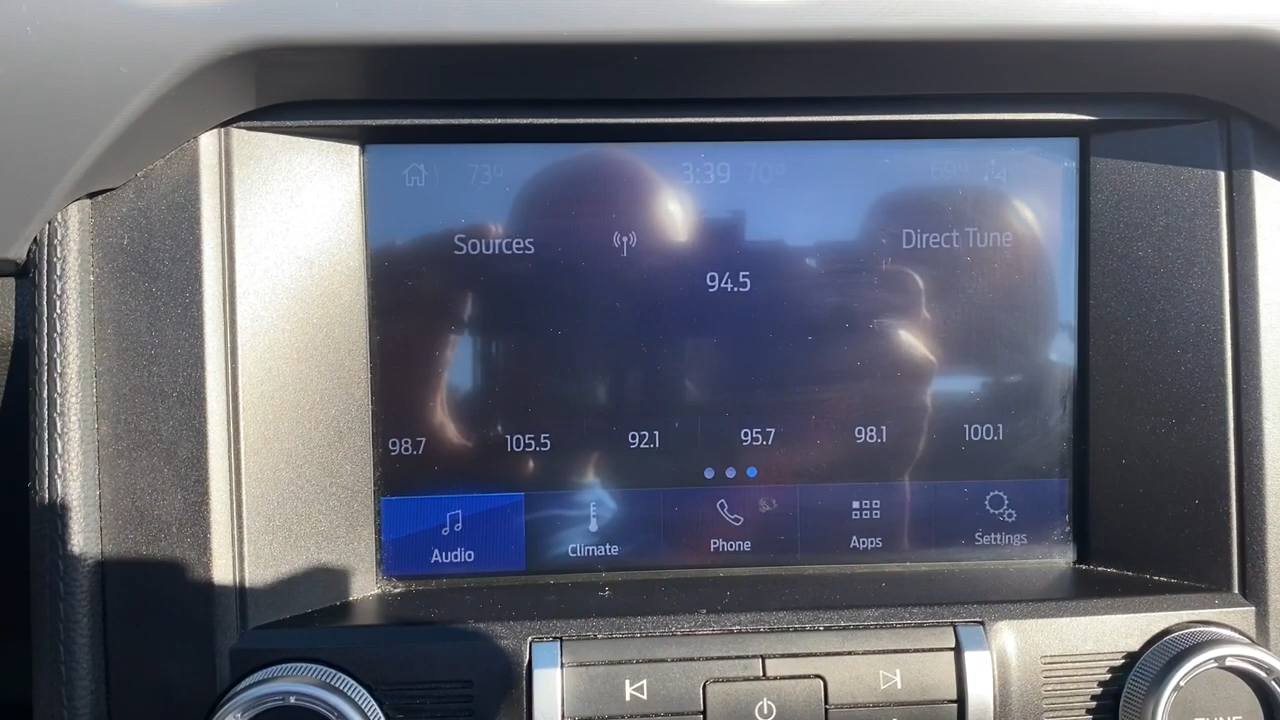 73° 3:39 70° 69°
Sources Direct Tune
94.5
98.7 105.5 92.1 95.7 98.1 100.1
Audio Climate Phone Apps Settings
TUNE